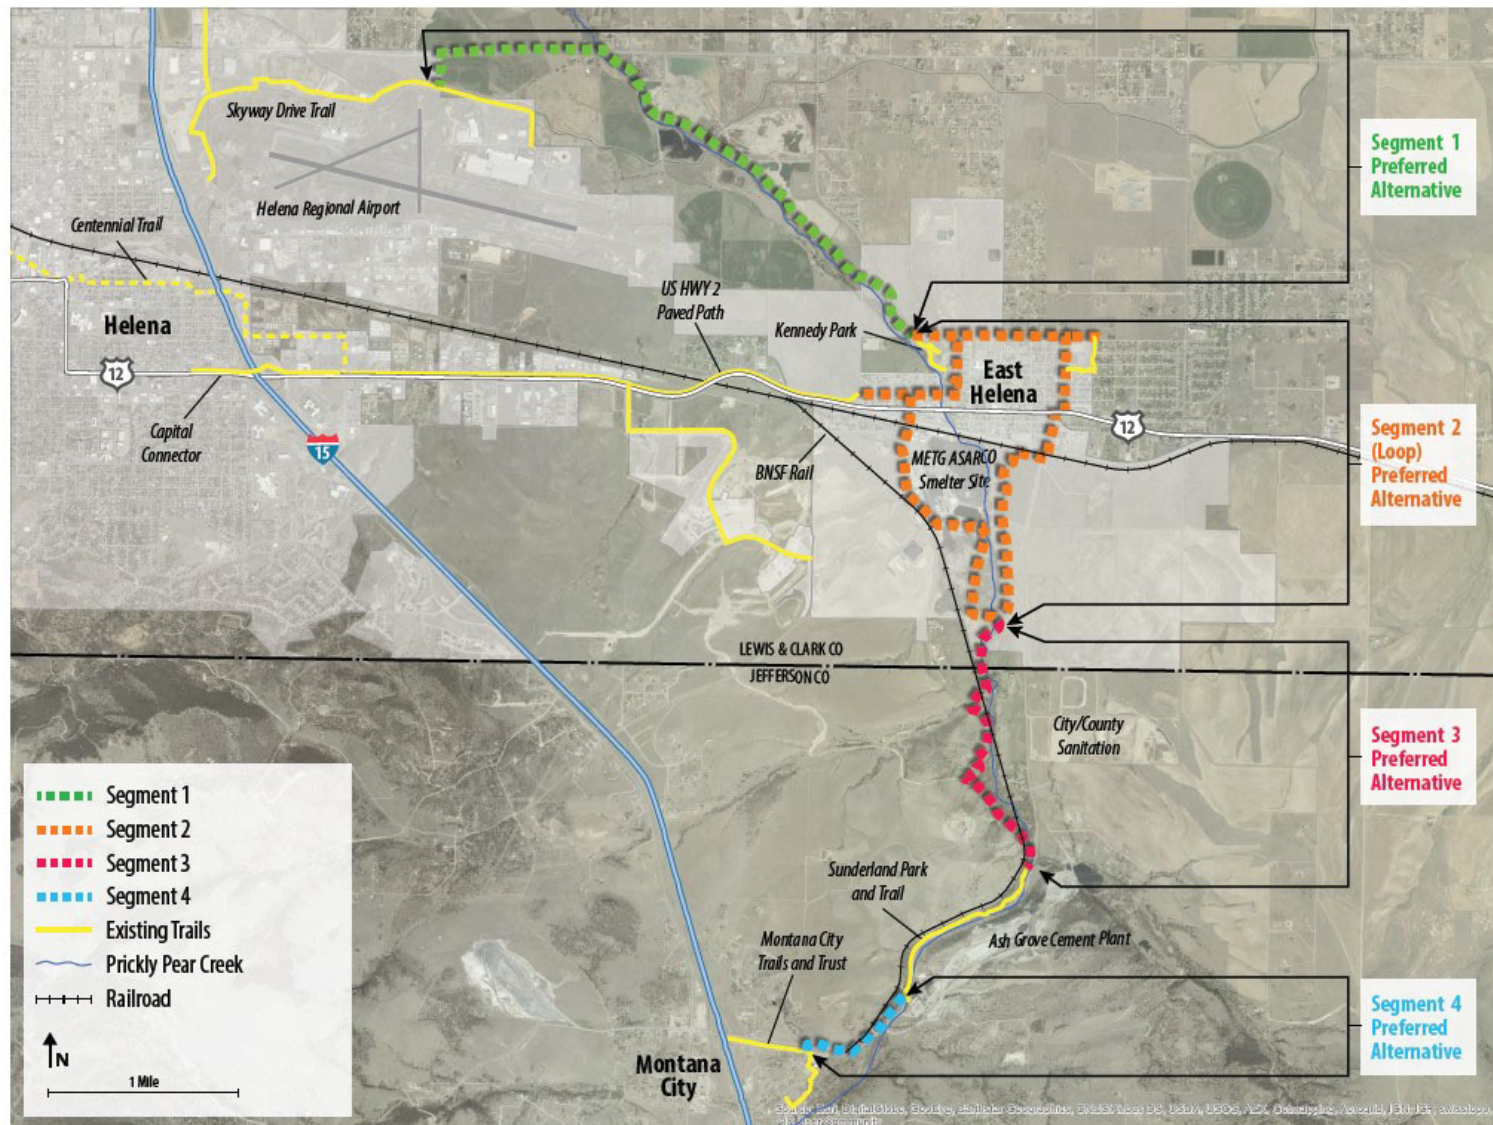 Skyway Drive Trail
Helena Regional Airport
Centennial Trail
Helena
12
US HWY 2
Paved Path
Kennedy Park
East
Helena
12
Capital
Connector
15
BNSF Rail
METG ASARCO
Smelter Site
LEWIS & CLARK CO
JEFFERSON CO
City/County
Sanitation
Sunderland Park
and Trail
Ash Grove Cement Plant
Montana City
Trails and Trust
Montana
City
Segment 1
Preferred
Alternative
Segment 2
(Loop)
Preferred
Alternative
Segment 3
Preferred
Alternative
Segment 4
Preferred
Alternative
Segment 1
Segment 2
Segment 3
Segment 4
Existing Trails
Prickly Pear Creek
Railroad
N
1 Mile